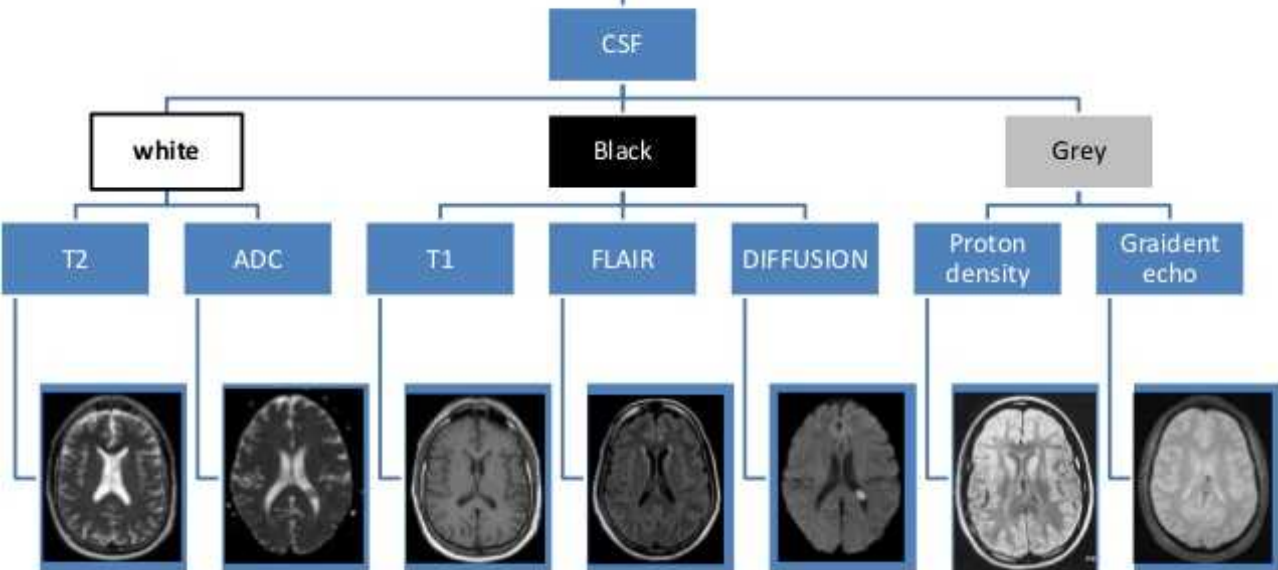 CSF
white
Black
Grey
T2
ADC
T1
FLAIR
DIFFUSION
Proton
density
Graident
echo